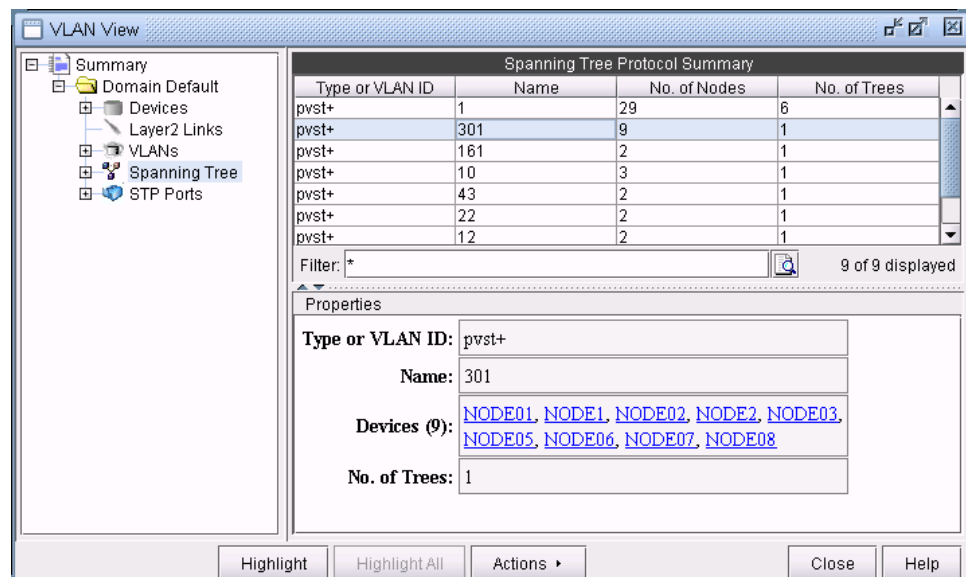 VLAN View
Summary
Domain Default
Devices
Layer2 Links
VLANs
Spanning Tree
STP Ports
Spanning Tree Protocol Summary
Type or VLAN ID Name No. of Nodes No. of Trees
pvst+ 1 29 6
pvst+ 301 9 1
pvst+ 161 2 1
pvst+ 10 3 1
pvst+ 43 2 1
pvst+ 22 2 1
pvst+ 12 2 1
Filter: * 9 of 9 displayed
Properties
Type or VLAN ID: pvst+
Name: 301
Devices (9): NODE01, NODE1, NODE02, NODE2, NODE03,
NODE05, NODE06, NODE07, NODE08
No. of Trees: 1
Highlight Highlight All Actions Close Help